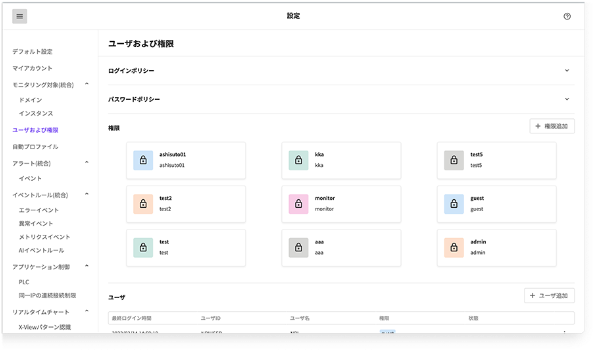 設定
デフォルト設定
マイアカウント
モニタリング対象(統合)
ドメイン
インスタンス
ユーザおよび権限
自動プロファイル
アラート(統合)
イベント
イベントルール(統合)
エラーイベント
異常イベント
メトリクスイベント
AIイベントルール
アプリケーション制御
PLC
同一IPの連続接続制限
リアルタイムチャート
X-Viewパターン認識
ユーザおよび権限
ログインポリシー
パスワードポリシー
権限
+ 権限追加
ashisuto01
ashisuto01
kka
kka
test5
test5
test2
test2
monitor
monitor
guest
guest
test
test
aaa
aaa
admin
admin
ユーザ
+ ユーザ追加
最終ログイン時間 ユーザID ユーザ名 権限 状態